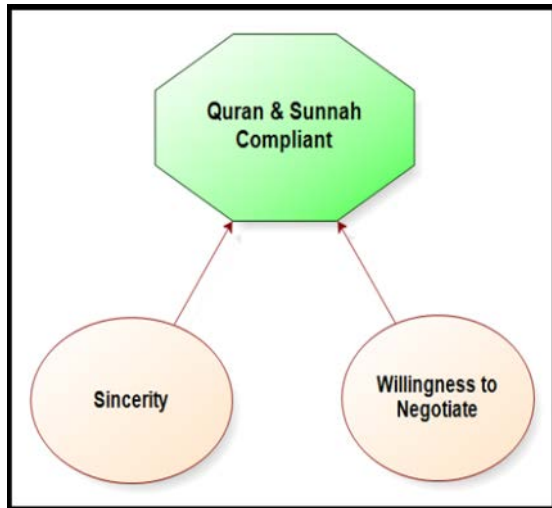 Quran & Sunnah
Compliant
Sincerity
Willingness to
Negotiate